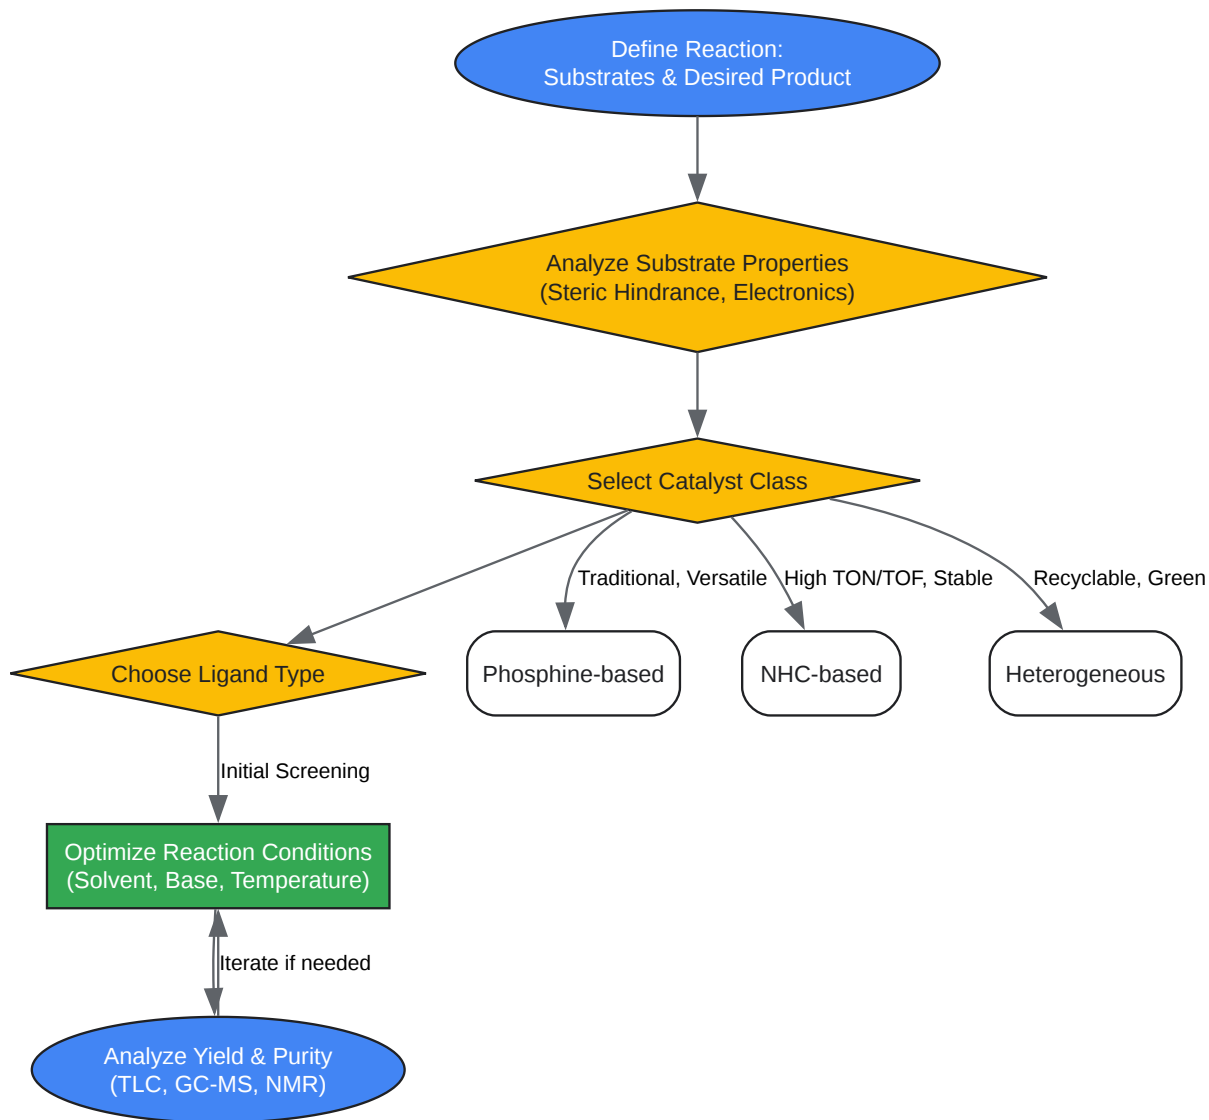 Define Reaction:
Substrates & Desired Product
Analyze Substrate Properties
(Steric Hindrance, Electronics)
Select Catalyst Class
Traditional, Versatile
High TON/TOF, Stable
Recyclable, Green
Choose Ligand Type
Phosphine-based
NHC-based
Heterogeneous
Initial Screening
Optimize Reaction Conditions
(Solvent, Base, Temperature)
Iterate if needed
Analyze Yield & Purity
(TLC, GC-MS, NMR)